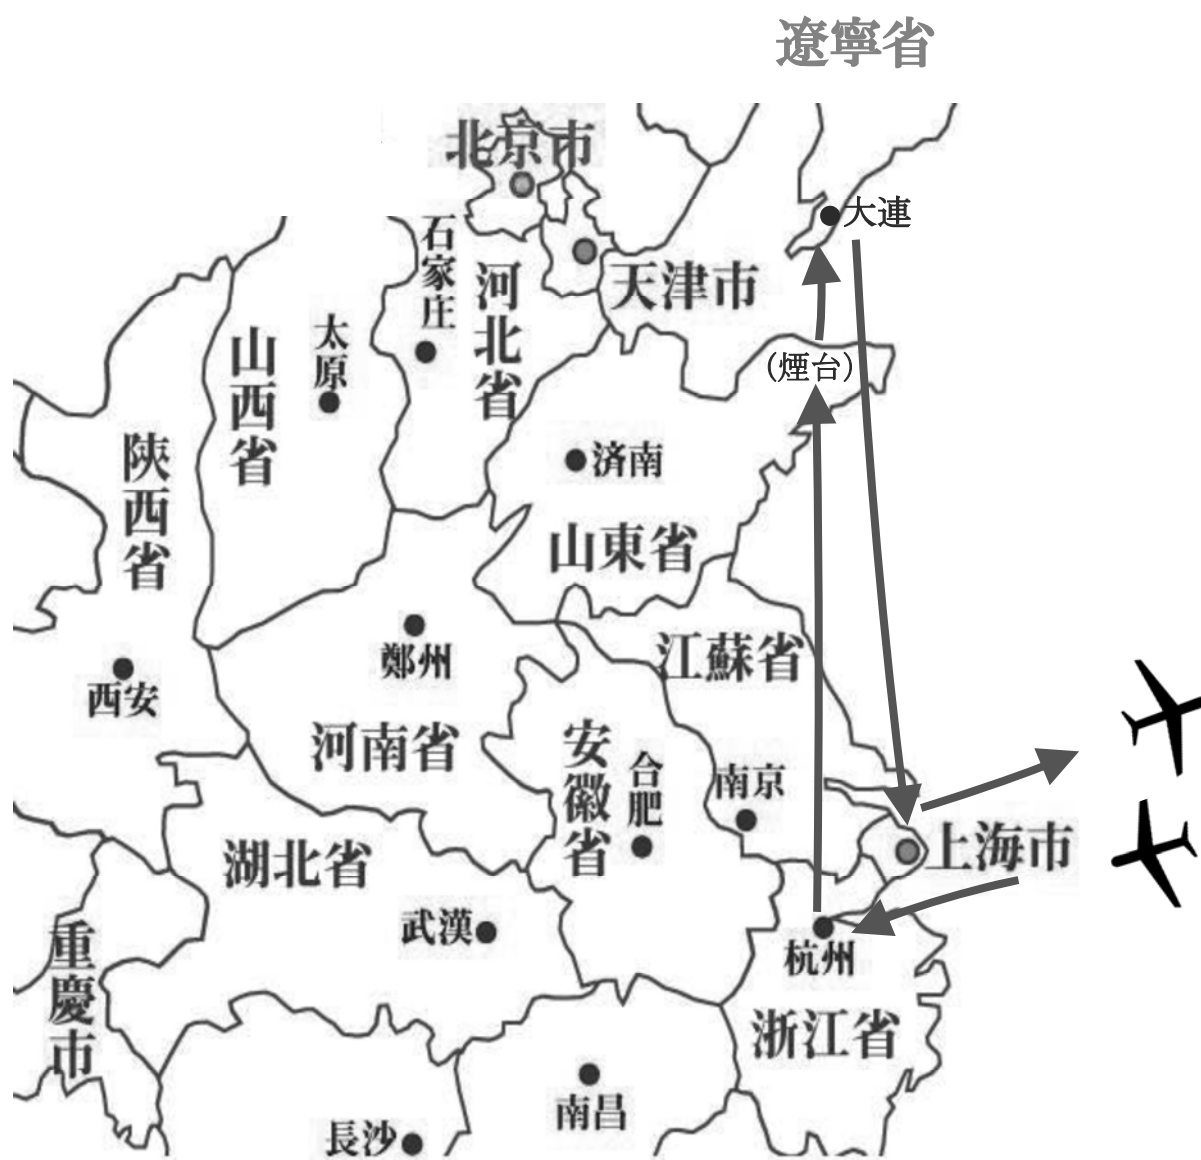 遼寧省
北京市
大連
石家庄
河北省
天津市
山西省
太原
(煙台)
陝西省
済南
山東省
鄭州
江蘇省
西安
河南省
安徽省
合肥
南京
湖北省
上海市
武漢
杭州
重慶市
浙江省
南昌
長沙